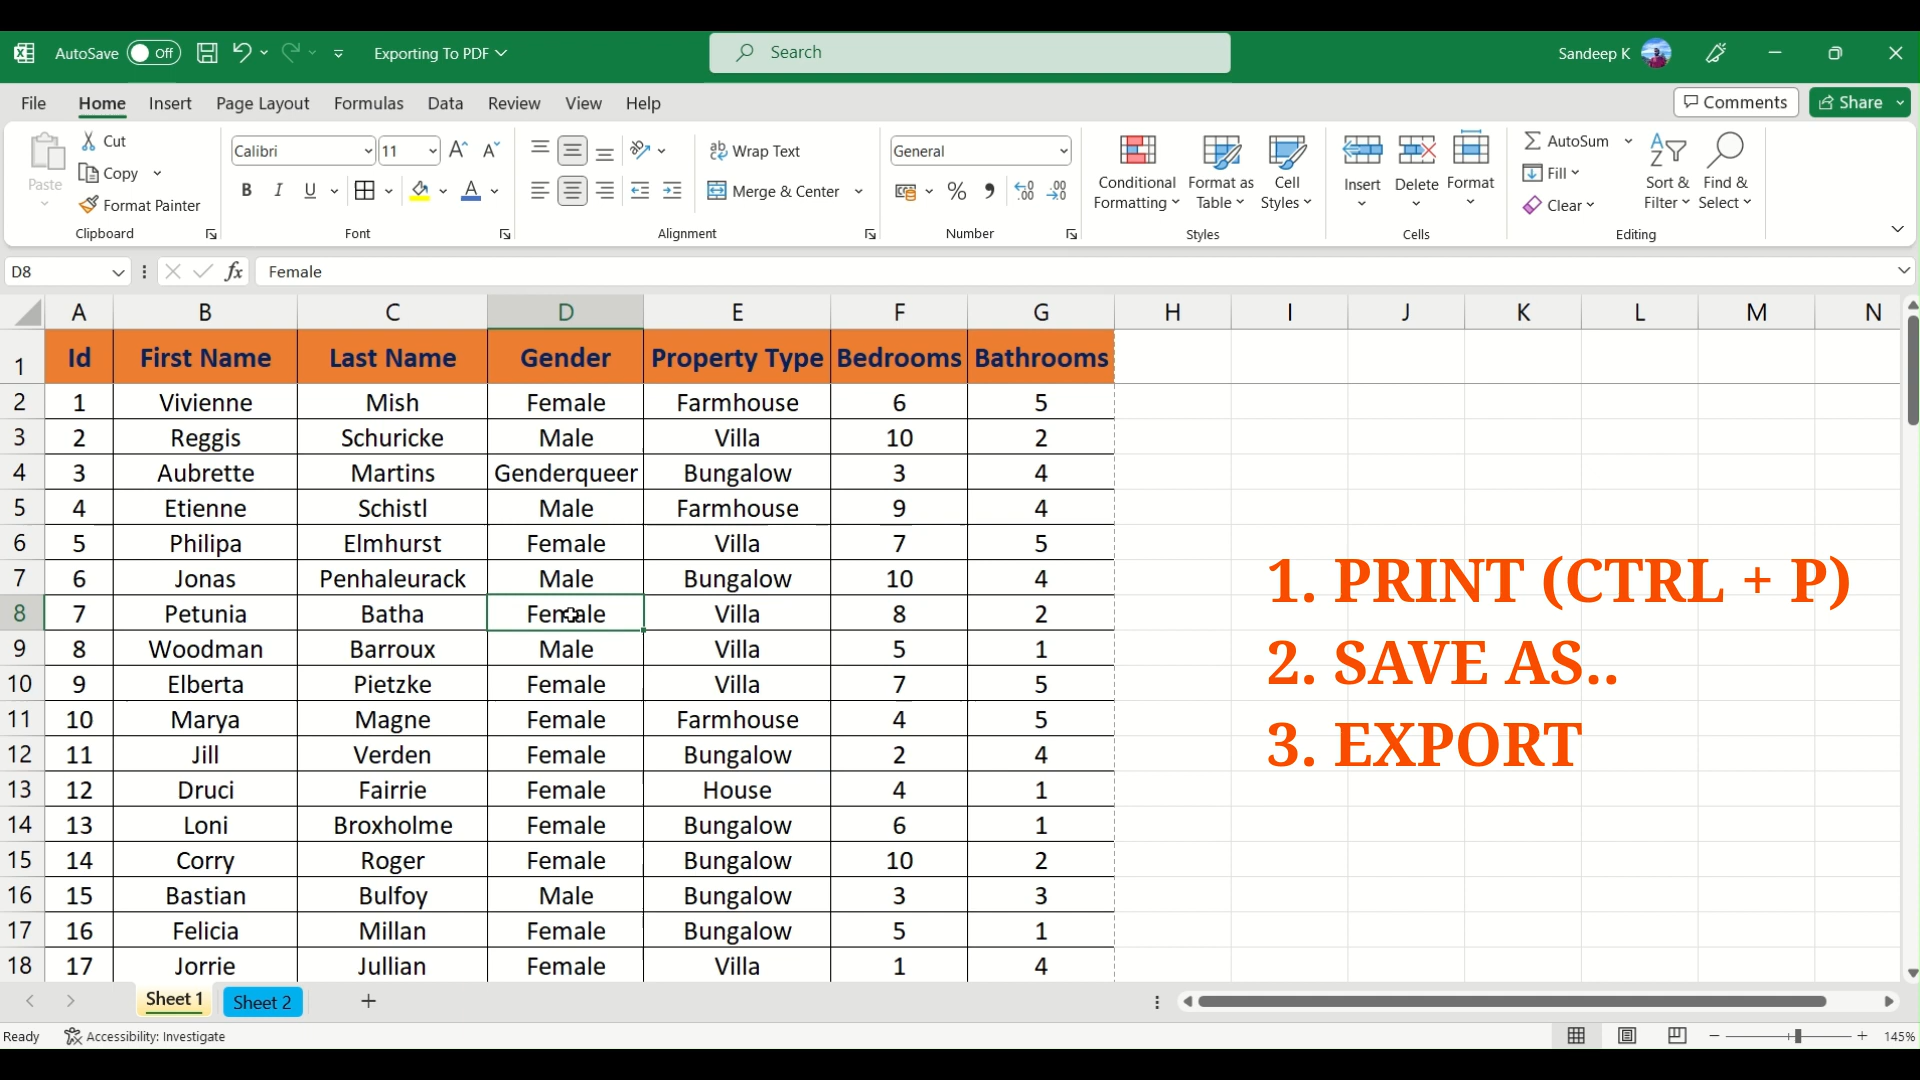 AutoSave Off Exporting To PDF Search Sandeep K
File Home Insert Page Layout Formulas Data Review View Help Comments Share
Paste Cut Copy Format Painter Clipboard
Calibri 11 B I U A Font
Wrap Text Merge & Center Alignment
General % Number
Conditional Formatting Format as Table Cell Styles Styles
Insert Delete Format Cells
AutoSum Fill Clear Sort & Filter Find & Select Editing
D8 fx Female
A B C D E F G H I J K L M N
1 Id First Name Last Name Gender Property Type Bedrooms Bathrooms
2 1 Vivienne Mish Female Farmhouse 6 5
3 2 Reggis Schuricke Male Villa 10 2
4 3 Aubrette Martins Genderqueer Bungalow 3 4
5 4 Etienne Schistl Male Farmhouse 9 4
6 5 Philipa Elmhurst Female Villa 7 5
7 6 Jonas Penhaleurack Male Bungalow 10 4
8 7 Petunia Batha Female Villa 8 2
9 8 Woodman Barroux Male Villa 5 1
10 9 Elberta Pietzke Female Villa 7 5
11 10 Marya Magne Female Farmhouse 4 5
12 11 Jill Verden Female Bungalow 2 4
13 12 Druci Fairrie Female House 4 1
14 13 Loni Broxholme Female Bungalow 6 1
15 14 Corry Roger Female Bungalow 10 2
16 15 Bastian Bulfoy Male Bungalow 3 3
17 16 Felicia Millan Female Bungalow 5 1
18 17 Jorrie Jullian Female Villa 1 4
1. PRINT (CTRL + P)
2. SAVE AS..
3. EXPORT
Sheet 1 Sheet 2
Ready Accessibility: Investigate 145%